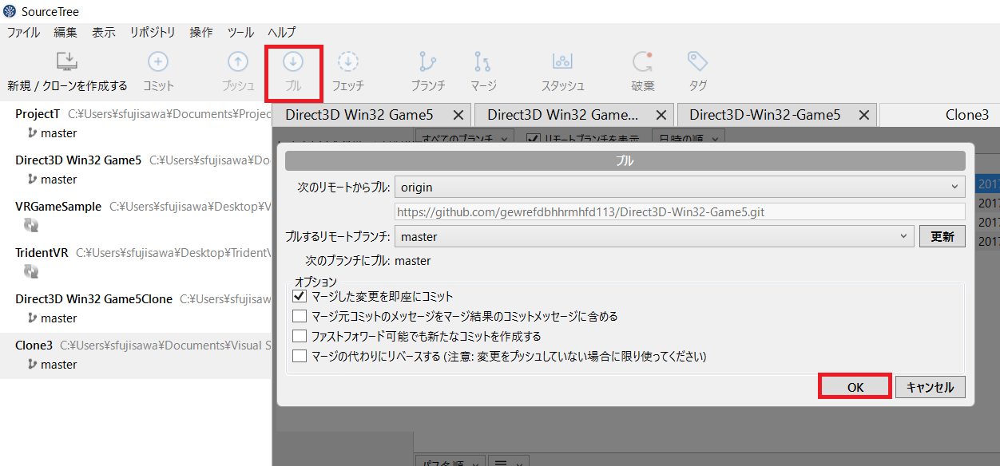 SourceTree
ファイル 編集 表示 リポジトリ 操作 ツール ヘルプ
新規 / クローンを作成する コミット プッシュ プル フェッチ ブランチ マージ スタッシュ 破棄 タグ
ProjectT C:¥Users¥sfujisawa¥Documents¥Projec
master
Direct3D Win32 Game5 C:¥Users¥sfujisawa¥Do
master
VRGameSample C:¥Users¥sfujisawa¥Desktop¥V
TridentVR C:¥Users¥sfujisawa¥Desktop¥TridentV
Direct3D Win32 Game5Clone C:¥Users¥sfujisaw
master
Clone3 C:¥Users¥sfujisawa¥Documents¥Visual S
master
Direct3D Win32 Game5 Direct3D Win32 Game... Direct3D-Win32-Game5 Clone3
すべてのブランチ リモートブランチを表示 日時の順
プル
次のリモートからプル: origin
https://github.com/gewrefdbhhrmhfd113/Direct3D-Win32-Game5.git
プルするリモートブランチ: master 更新
次のブランチにプル: master
オプション
マージした変更を即座にコミット
マージ元コミットのメッセージをマージ結果のコミットメッセージに含める
ファストフォワード可能でも新たなコミットを作成する
マージの代わりにリベースする (注意: 変更をプッシュしていない場合に限り使ってください)
OK キャンセル
2017
2017
2017
2017
パス名順